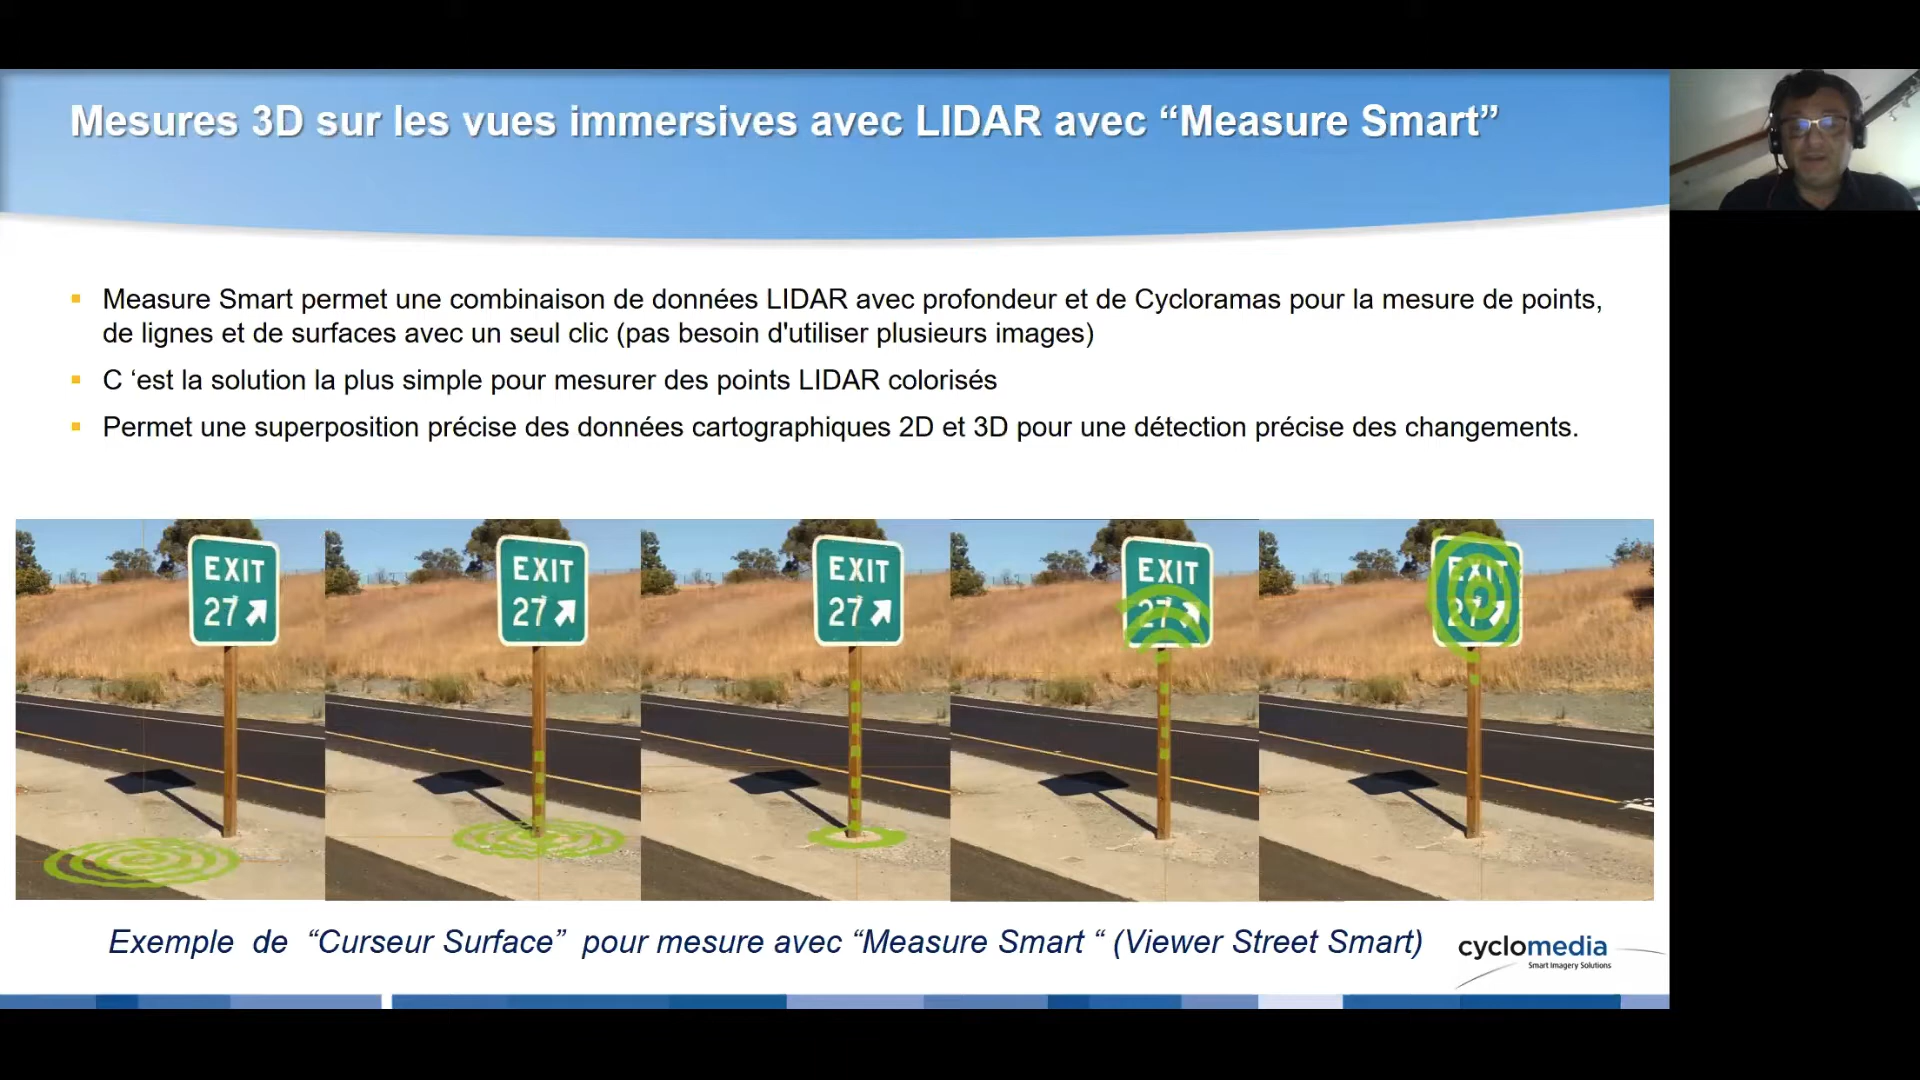 Mesures 3D sur les vues immersives avec LIDAR avec “Measure Smart”
Measure Smart permet une combinaison de données LIDAR avec profondeur et de Cycloramas pour la mesure de points,
de lignes et de surfaces avec un seul clic (pas besoin d'utiliser plusieurs images)
C ‘est la solution la plus simple pour mesurer des points LIDAR colorisés
Permet une superposition précise des données cartographiques 2D et 3D pour une détection précise des changements.
EXIT
27
EXIT
27
EXIT
27
EXIT
27
EXIT
27
Exemple de “Curseur Surface” pour mesure avec “Measure Smart “ (Viewer Street Smart)
cyclomedia
Smart Imagery Solutions